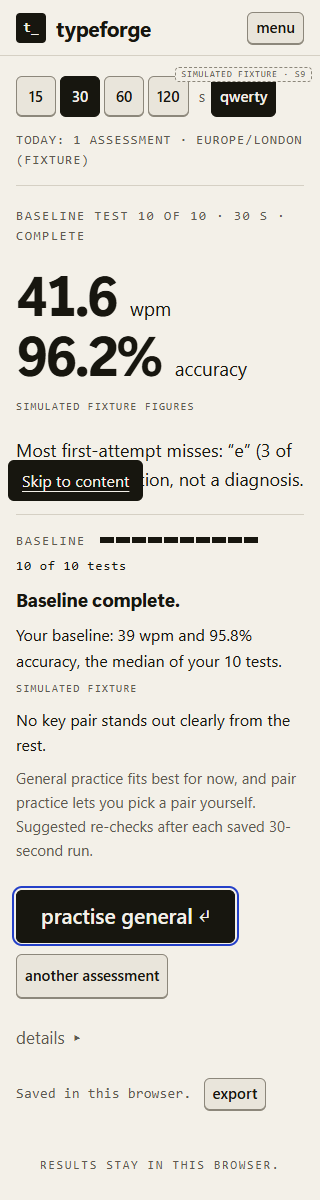 t_ typeforge menu
SIMULATED FIXTURE · S9
15 30 60 120 s qwerty
TODAY: 1 ASSESSMENT · EUROPE/LONDON
(FIXTURE)
BASELINE TEST 10 OF 10 · 30 S ·
COMPLETE
41.6 wpm
96.2% accuracy
SIMULATED FIXTURE FIGURES
Most first-attempt misses: “e” (3 of
Skip to content
tion, not a diagnosis.
BASELINE
10 of 10 tests
Baseline complete.
Your baseline: 39 wpm and 95.8%
accuracy, the median of your 10 tests.
SIMULATED FIXTURE
No key pair stands out clearly from the
rest.
General practice fits best for now, and pair
practice lets you pick a pair yourself.
Suggested re-checks after each saved 30-
second run.
practise general ↵
another assessment
details ▸
Saved in this browser. export
RESULTS STAY IN THIS BROWSER.